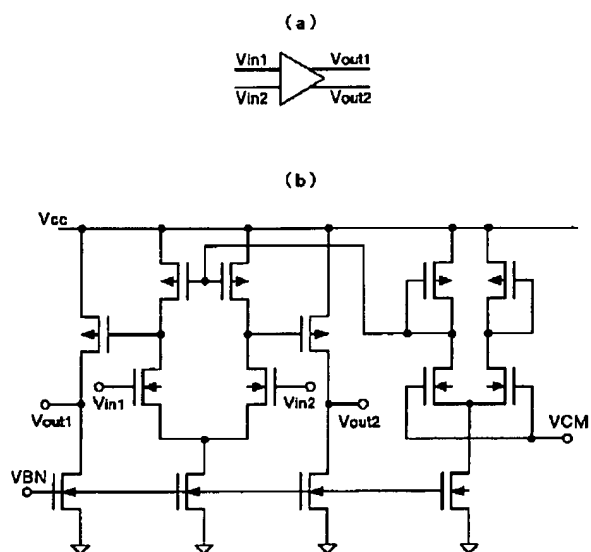 (a)
Vin1 Vout1
Vin2 Vout2
(b)
Vcc
Vin1 Vin2
Vout1 Vout2
VCM
VBN